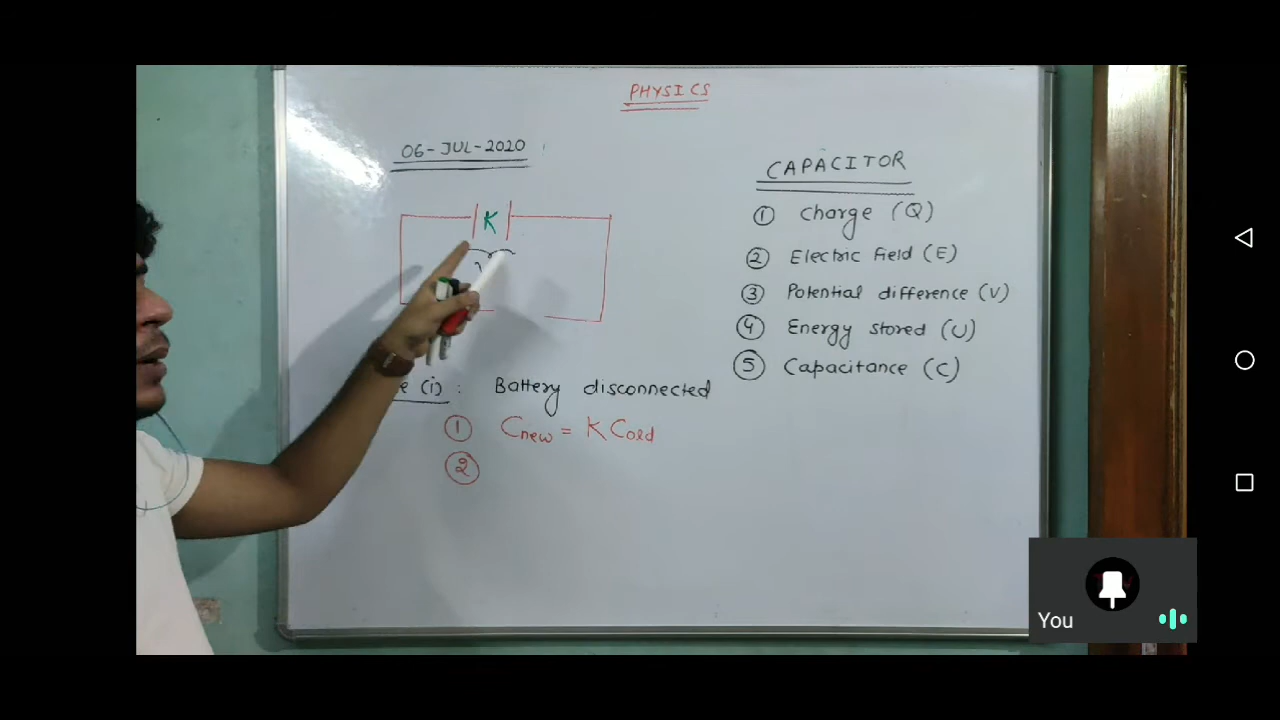 PHYSICS
06-JUL-2020
K
CAPACITOR
① Charge (Q)
② Electric field (E)
③ Potential difference (V)
④ Energy stored (U)
⑤ Capacitance (C)
(i) : Battery disconnected
① Cnew = K Cold
②
You